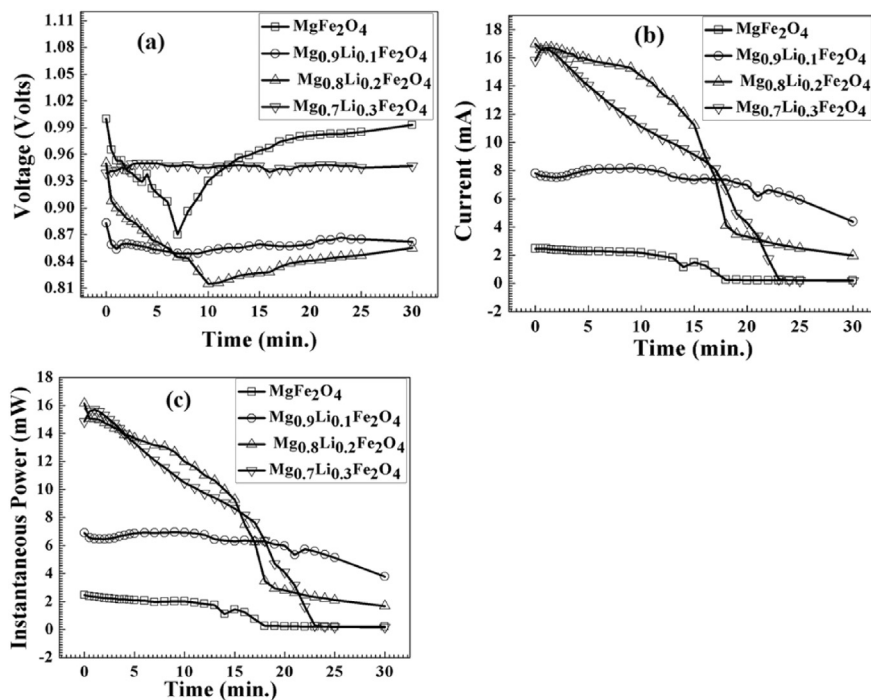 1.11
1.08
1.05
1.02
0.99
0.96
0.93
0.90
0.87
0.84
0.81
Voltage (Volts)
(a)
MgFe2O4
Mg0.9Li0.1Fe2O4
Mg0.8Li0.2Fe2O4
Mg0.7Li0.3Fe2O4
0 5 10 15 20 25 30
Time (min.)
18
16
14
12
10
8
6
4
2
0
Current (mA)
(b)
MgFe2O4
Mg0.9Li0.1Fe2O4
Mg0.8Li0.2Fe2O4
Mg0.7Li0.3Fe2O4
0 5 10 15 20 25 30
Time (min.)
18
16
14
12
10
8
6
4
2
0
-2
Instantaneous Power (mW)
(c)
MgFe2O4
Mg0.9Li0.1Fe2O4
Mg0.8Li0.2Fe2O4
Mg0.7Li0.3Fe2O4
0 5 10 15 20 25 30
Time (min.)